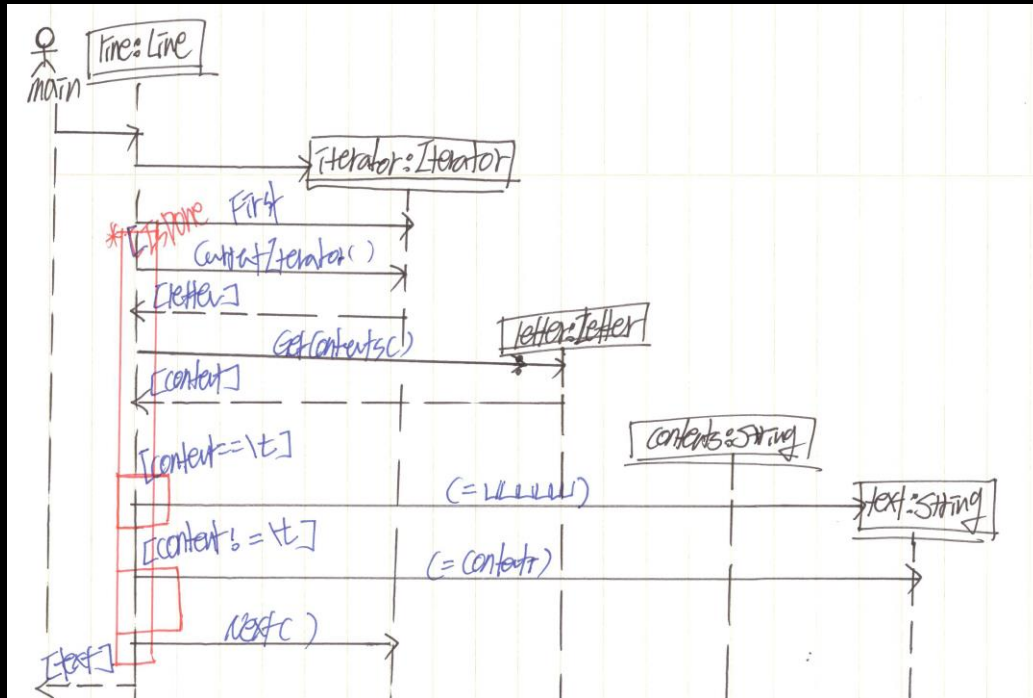 line:Line
main
iterator:Iterator
First
*[IsDone
CurrentIterator()
[letter]
letter:letter
GetContents()
[content]
contents:String
[content==\t]
text:String
[content!=\t]
(=content)
Next()
[text]